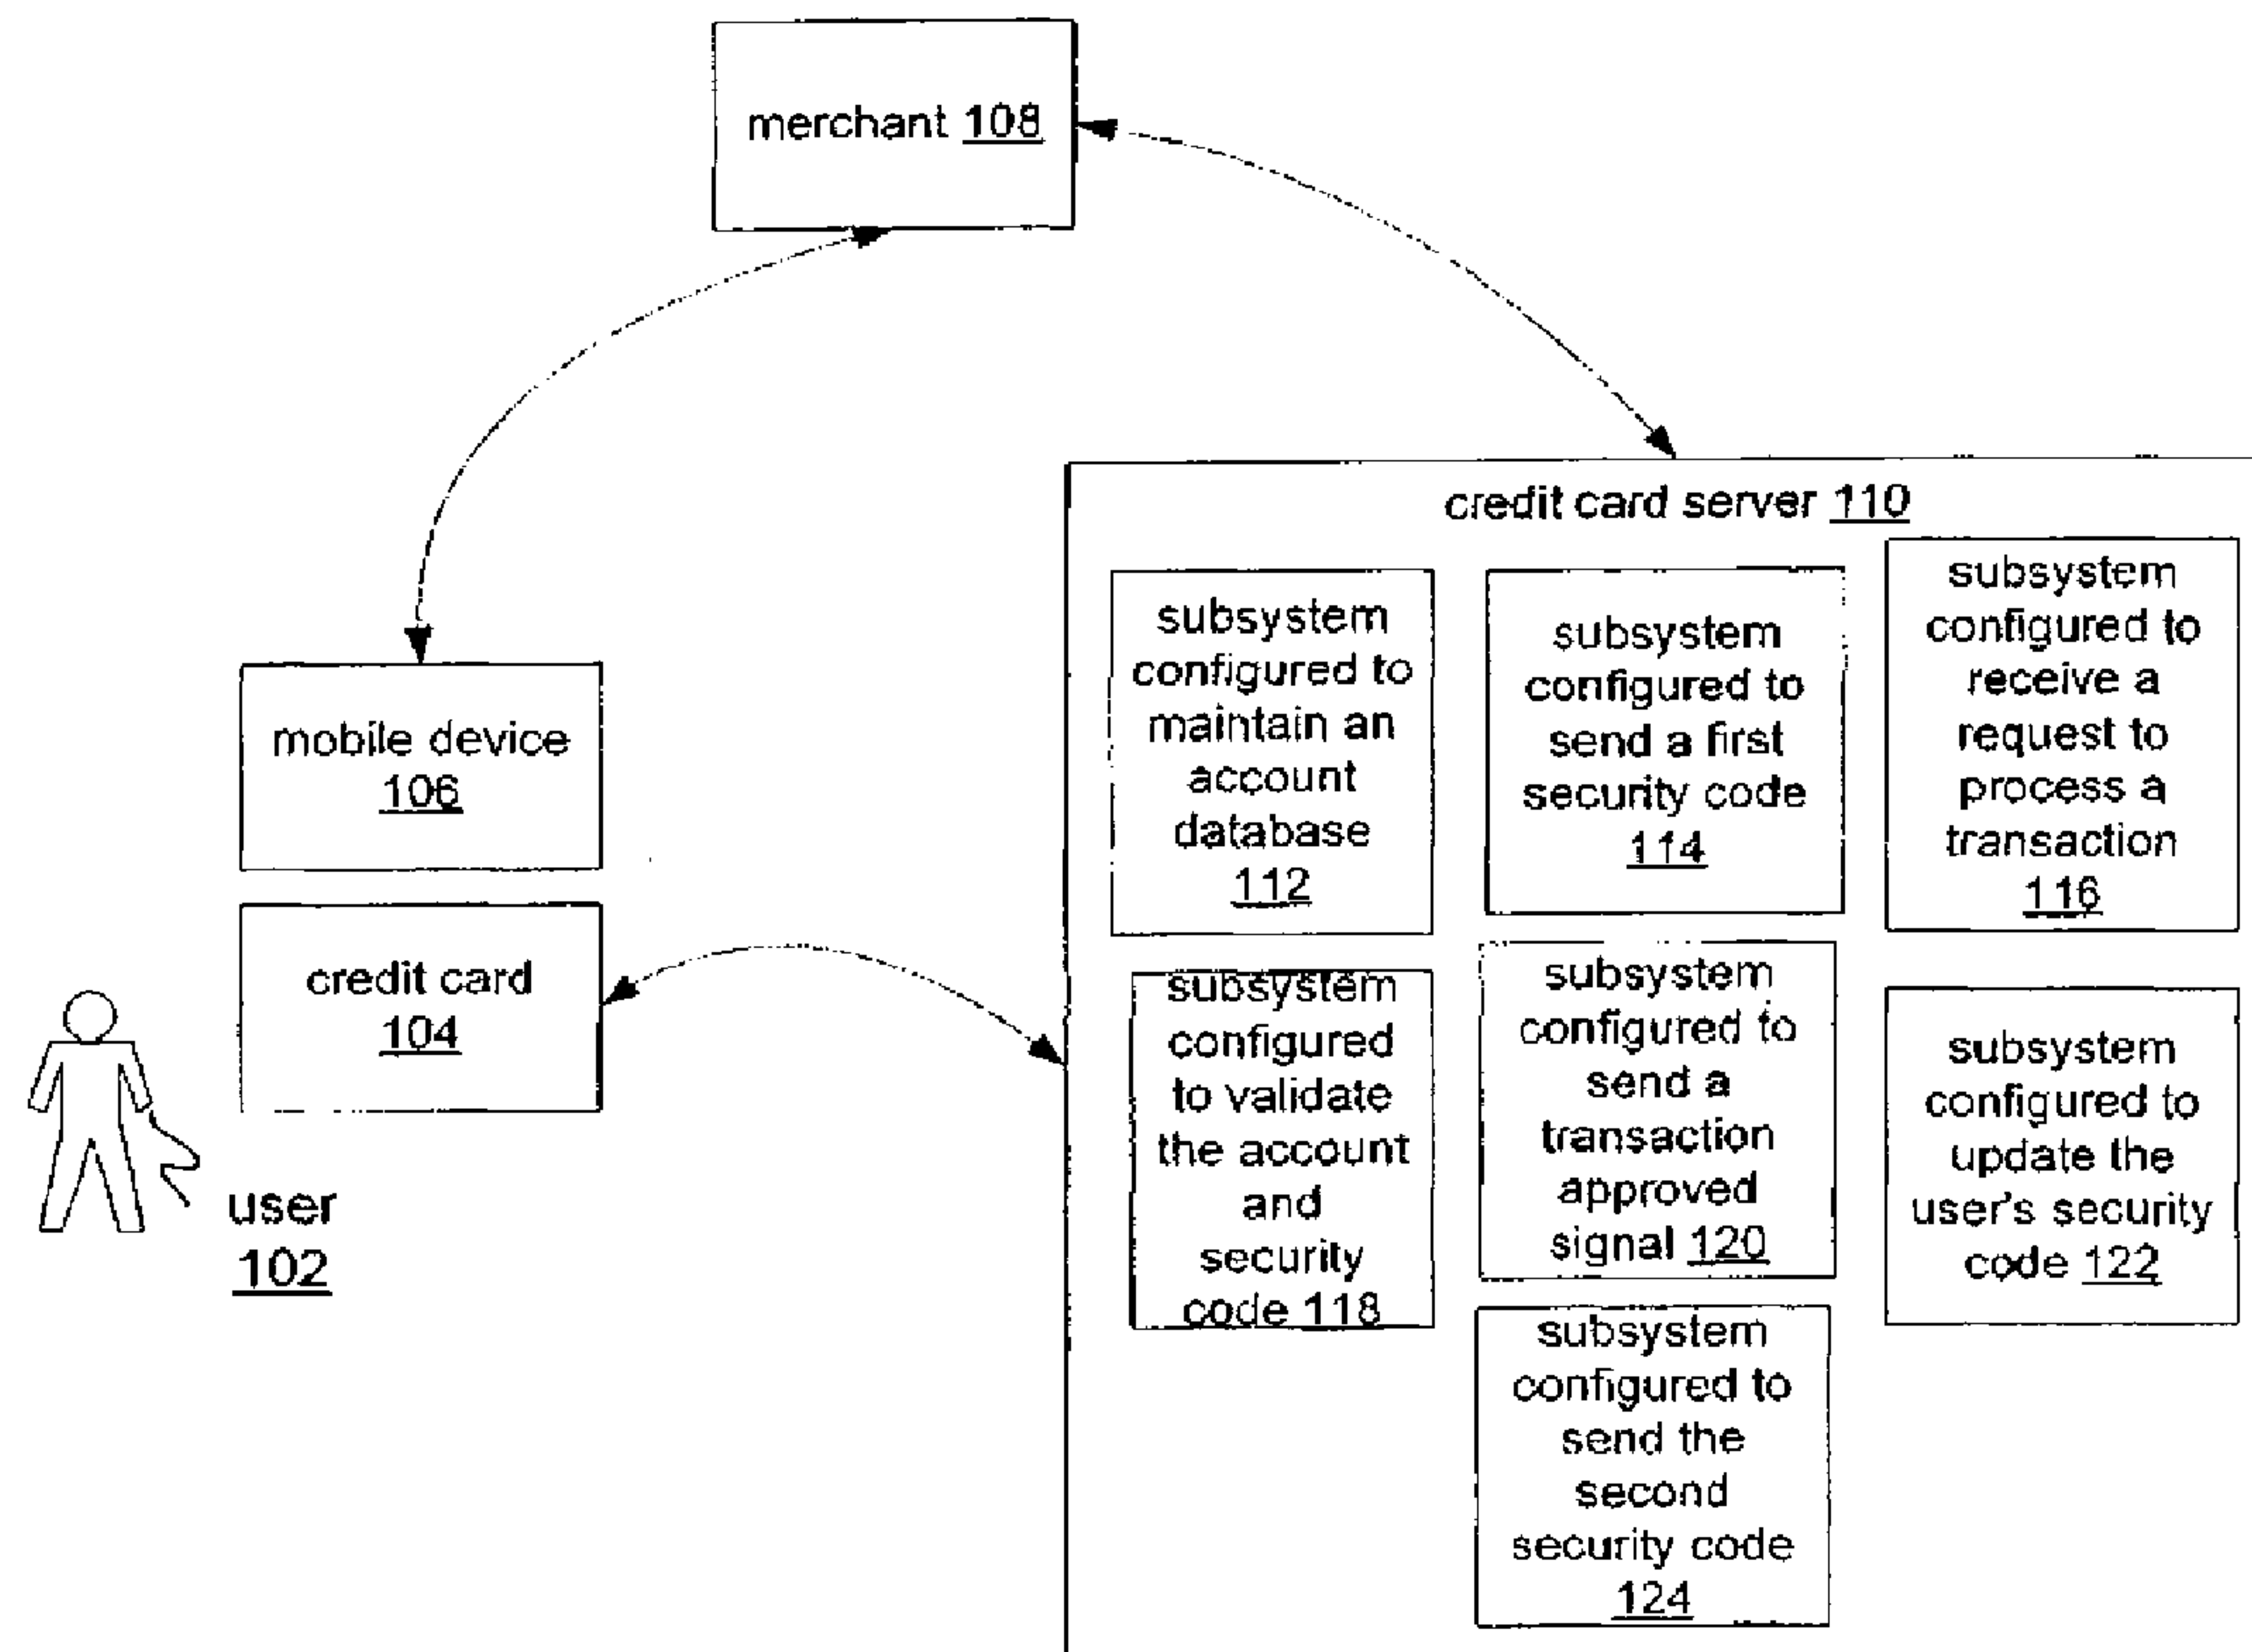 merchant 108
credit card server 110
mobile device
106
credit card
104
user
102
subsystem
configured to
maintain an
account
database
112
subsystem
configured to
send a first
security code
114
subsystem
configured to
receive a
request to
process a
transaction
116
subsystem
configured
to validate
the account
and
security
code 118
subsystem
configured to
send a
transaction
approved
signal 120
subsystem
configured to
update the
user's security
code 122
subsystem
configured to
send the
second
security code
124